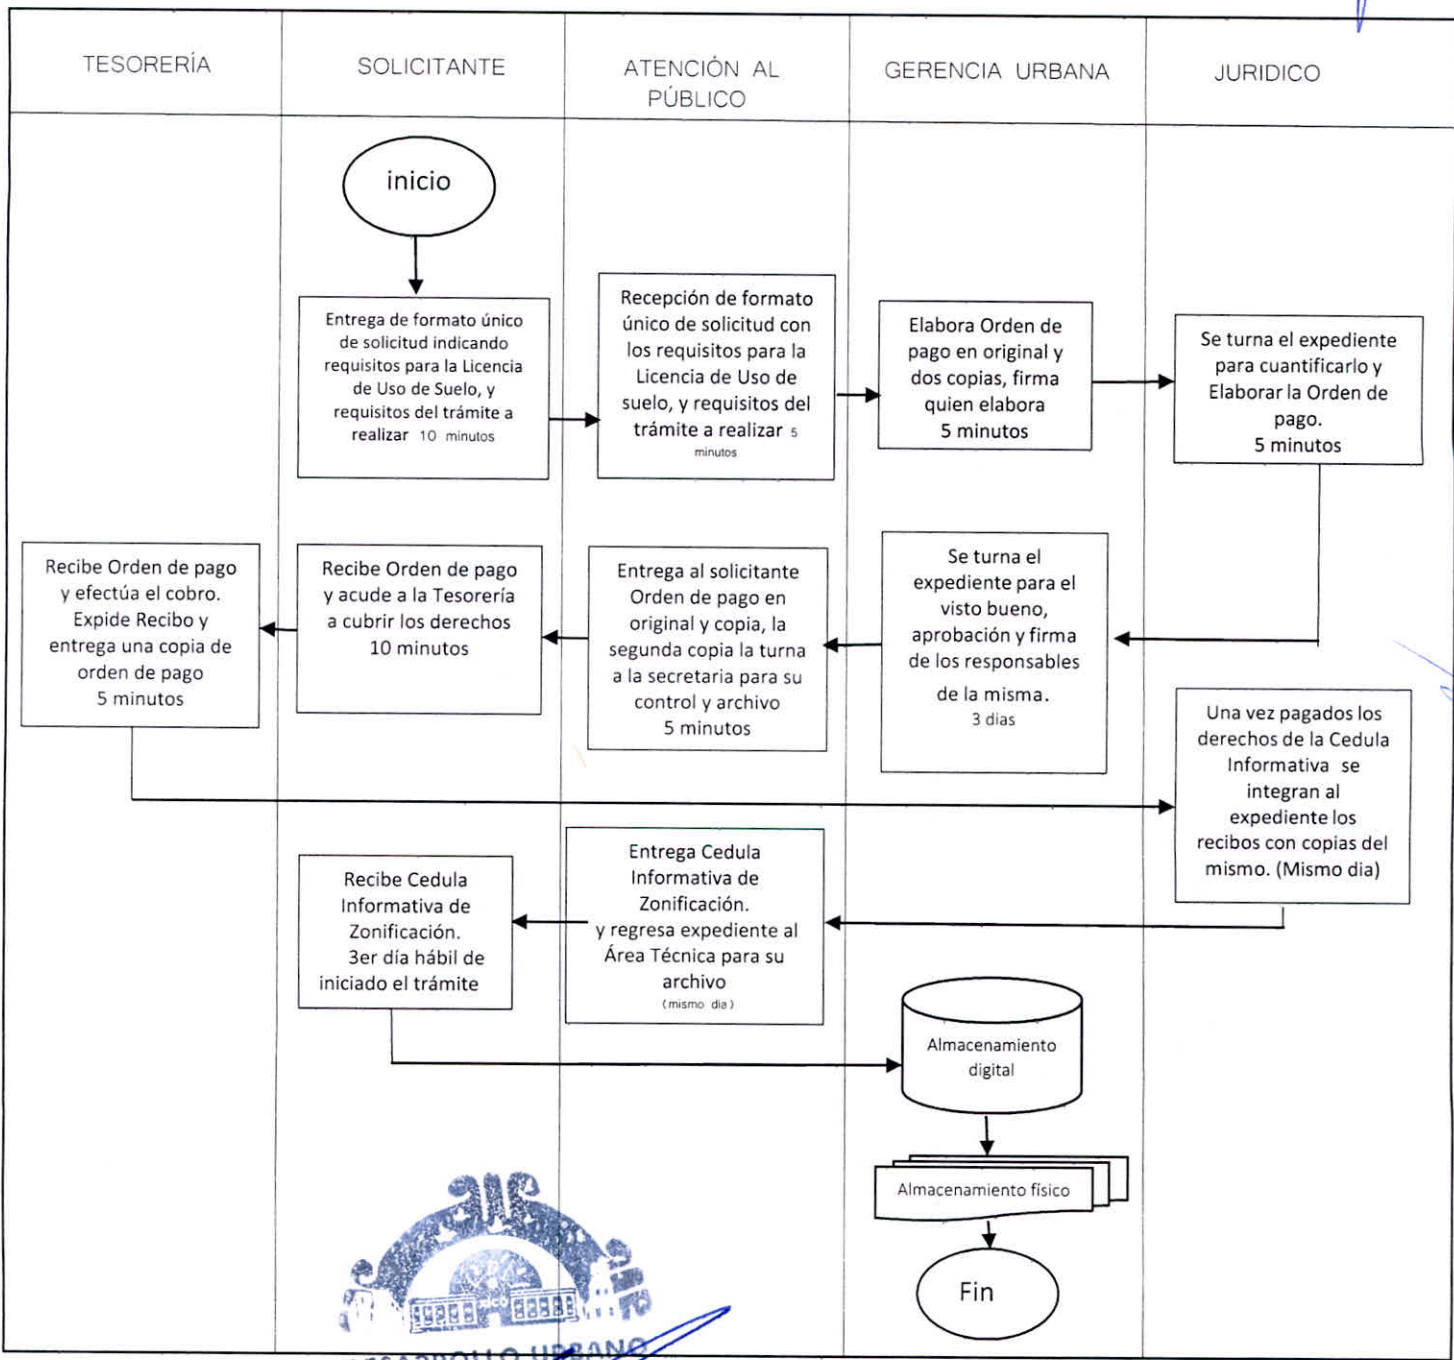 TESORERÍA
SOLICITANTE
ATENCIÓN AL
PÚBLICO
GERENCIA URBANA
JURIDICO
inicio
Entrega de formato único
de solicitud indicando
requisitos para la Licencia
de Uso de Suelo, y
requisitos del trámite a
realizar 10 minutos
Recepción de formato
único de solicitud con
los requisitos para la
Licencia de Uso de
suelo, y requisitos del
trámite a realizar 5
minutos
Elabora Orden de
pago en original y
dos copias, firma
quien elabora
5 minutos
Se turna el expediente
para cuantificarlo y
Elaborar la Orden de
pago.
5 minutos
Se turna el
expediente para el
visto bueno,
aprobación y firma
de los responsables
de la misma.
3 dias
Entrega al solicitante
Orden de pago en
original y copia, la
segunda copia la turna
a la secretaria para su
control y archivo
5 minutos
Recibe Orden de pago
y acude a la Tesorería
a cubrir los derechos
10 minutos
Recibe Orden de pago
y efectúa el cobro.
Expide Recibo y
entrega una copia de
orden de pago
5 minutos
Una vez pagados los
derechos de la Cedula
Informativa se
integran al
expediente los
recibos con copias del
mismo. (Mismo dia)
Entrega Cedula
Informativa de
Zonificación.
y regresa expediente al
Área Técnica para su
archivo
(mismo dia)
Recibe Cedula
Informativa de
Zonificación.
3er día hábil de
iniciado el trámite
Almacenamiento
digital
Almacenamiento físico
Fin
URBANO